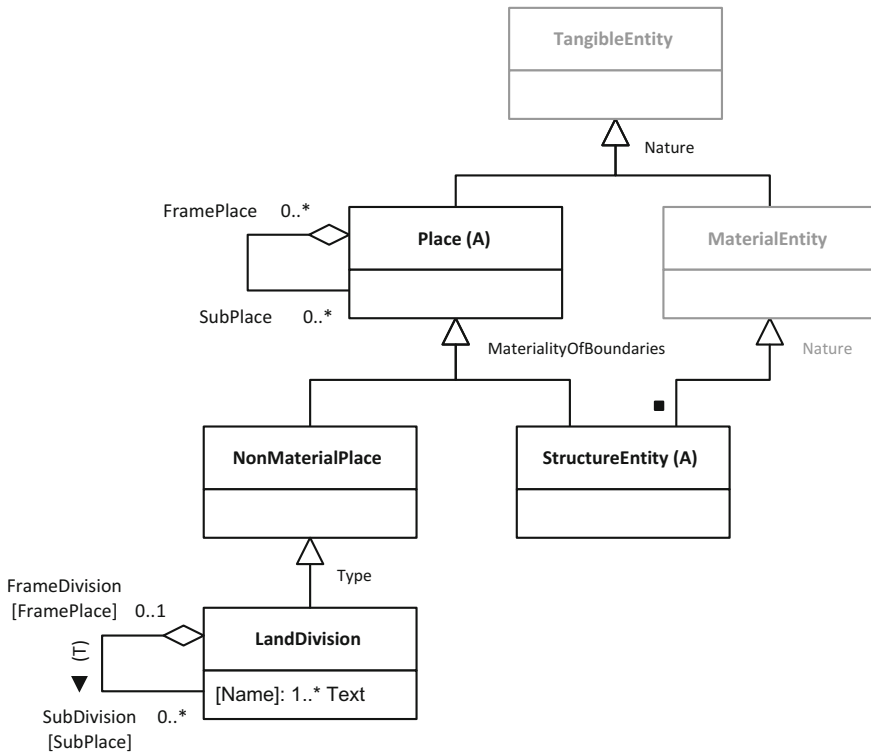 TangibleEntity
Nature
FramePlace 0..*
Place (A)
MaterialEntity
SubPlace 0..*
MaterialityOfBoundaries
Nature
NonMaterialPlace
StructureEntity (A)
Type
FrameDivision
[FramePlace] 0..1
LandDivision
(T)
[Name]: 1..* Text
SubDivision 0..*
[SubPlace]